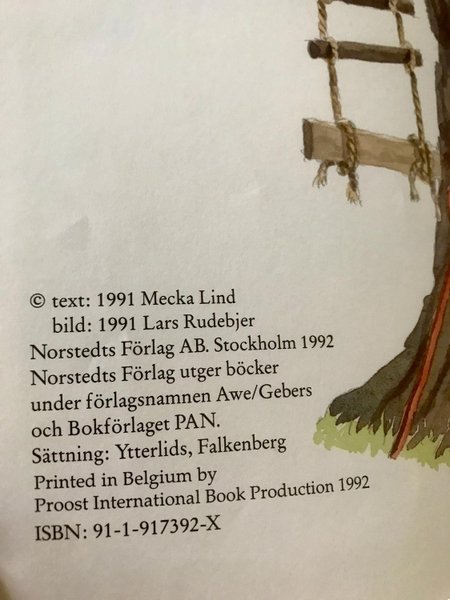 © text: 1991 Mecka Lind
bild: 1991 Lars Rudebjer
Norstedts Förlag AB. Stockholm 1992
Norstedts Förlag utger böcker
under förlagsnamnen Awe/Gebers
och Bokförlaget PAN.
Sättning: Ytterlids, Falkenberg
Printed in Belgium by
Proost International Book Production 1992
ISBN: 91-1-917392-X